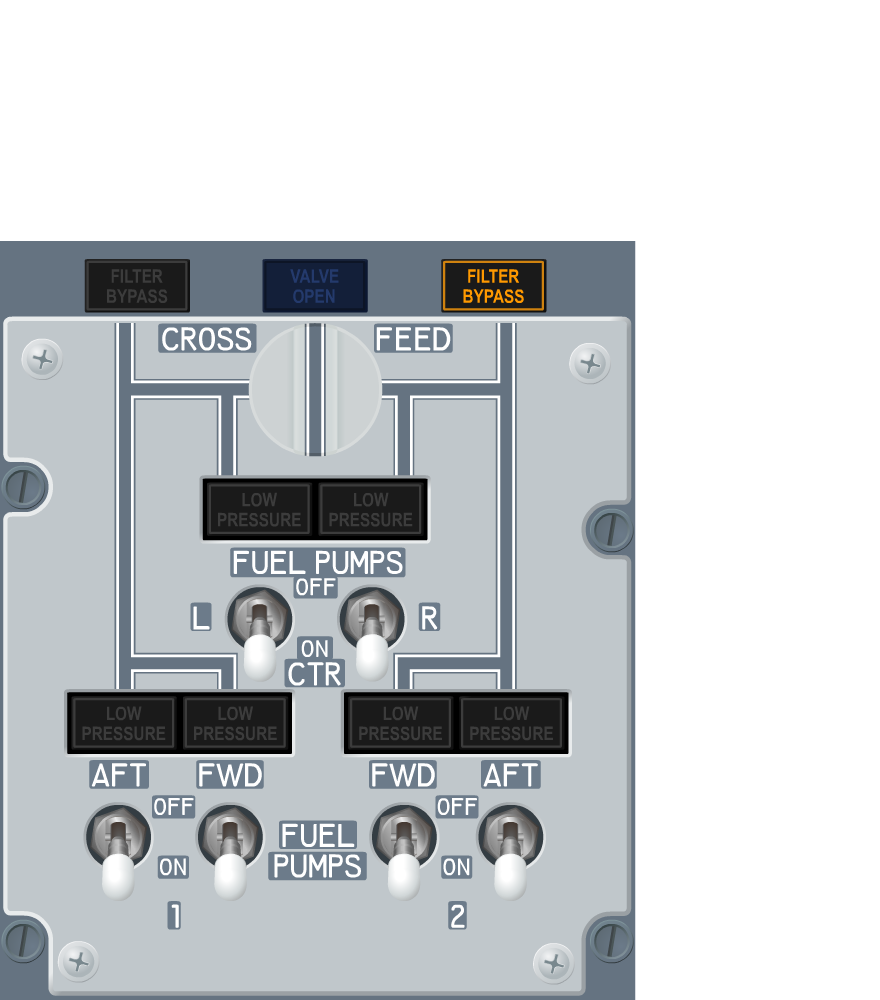 FILTER
BYPASS
VALVE
OPEN
FILTER
BYPASS
CROSS FEED
LOW
PRESSURE
LOW
PRESSURE
FUEL PUMPS
OFF
L R
ON
CTR
LOW
PRESSURE
LOW
PRESSURE
LOW
PRESSURE
LOW
PRESSURE
AFT FWD FWD AFT
OFF OFF
FUEL
PUMPS
ON ON
1 2